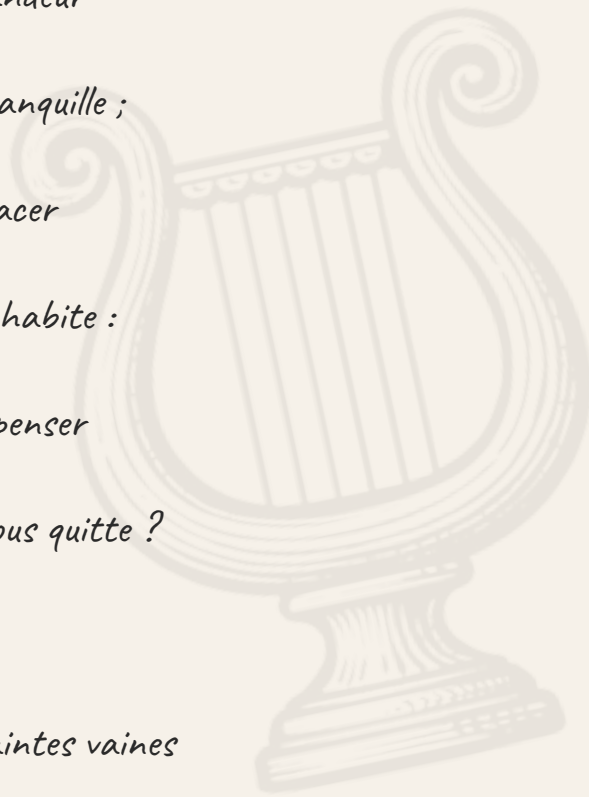 anquille ;
acer
habite :
penser
ous quitte ?
intes vaines